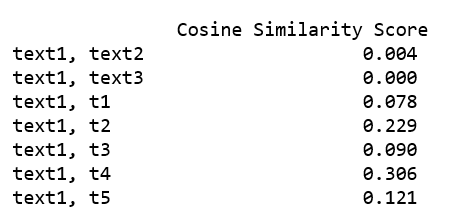 Cosine Similarity Score
text1, text2 0.004
text1, text3 0.000
text1, t1 0.078
text1, t2 0.229
text1, t3 0.090
text1, t4 0.306
text1, t5 0.121